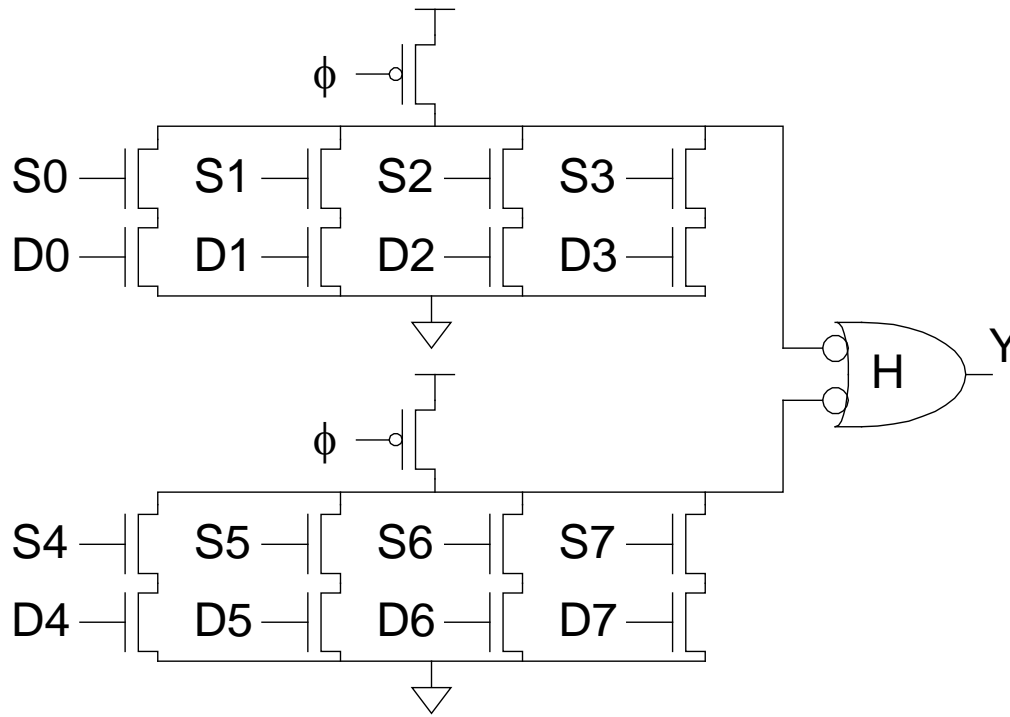 ϕ
S0 S1 S2 S3
D0 D1 D2 D3
H Y
ϕ
S4 S5 S6 S7
D4 D5 D6 D7